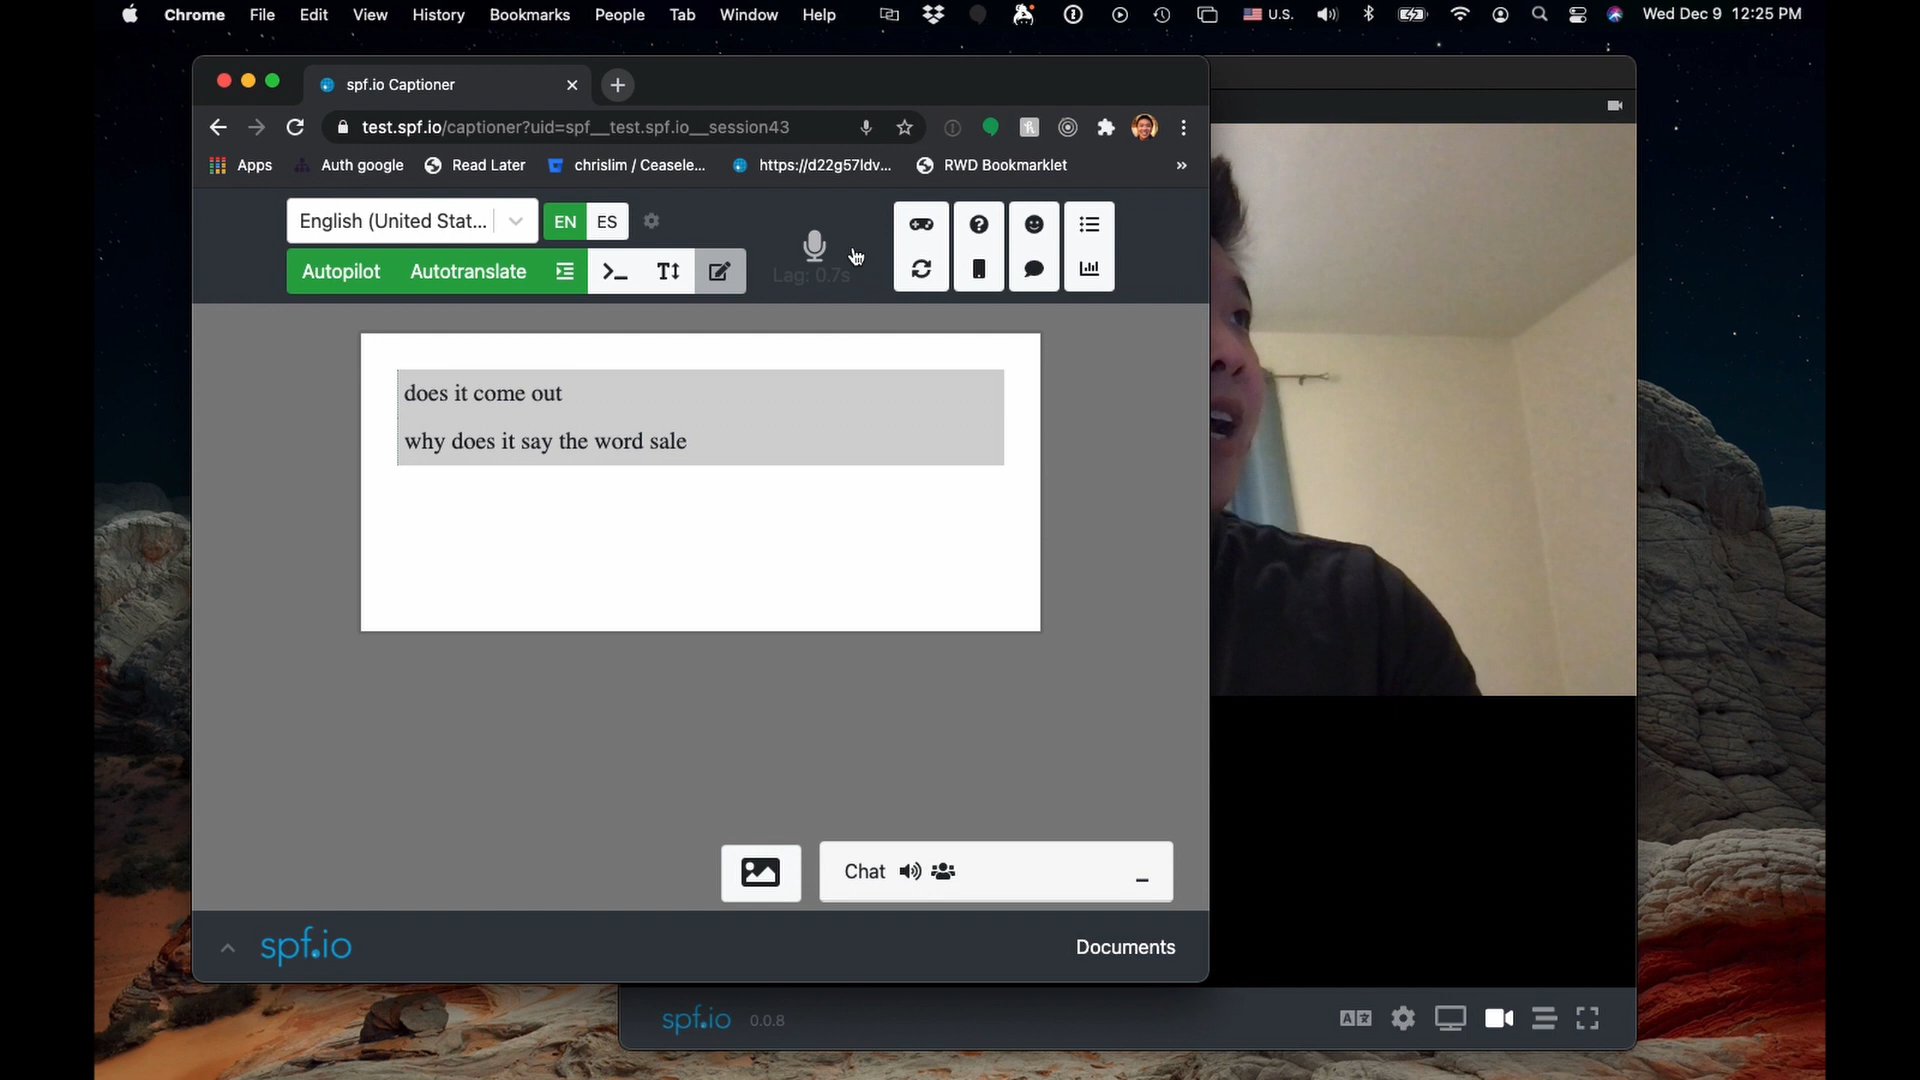 Chrome File Edit View History Bookmarks People Tab Window Help U.S. Wed Dec 9 12:25 PM
spf.io Captioner
test.spf.io/captioner?uid=spf__test.spf.io__session43
Apps Auth google Read Later chrislim / Ceasele... https://d22g57ldv... RWD Bookmarklet »
English (United Stat... EN ES
Autopilot Autotranslate
Lag: 0.7s
does it come out
why does it say the word sale
Chat
spf.io Documents
spf.io 0.0.8